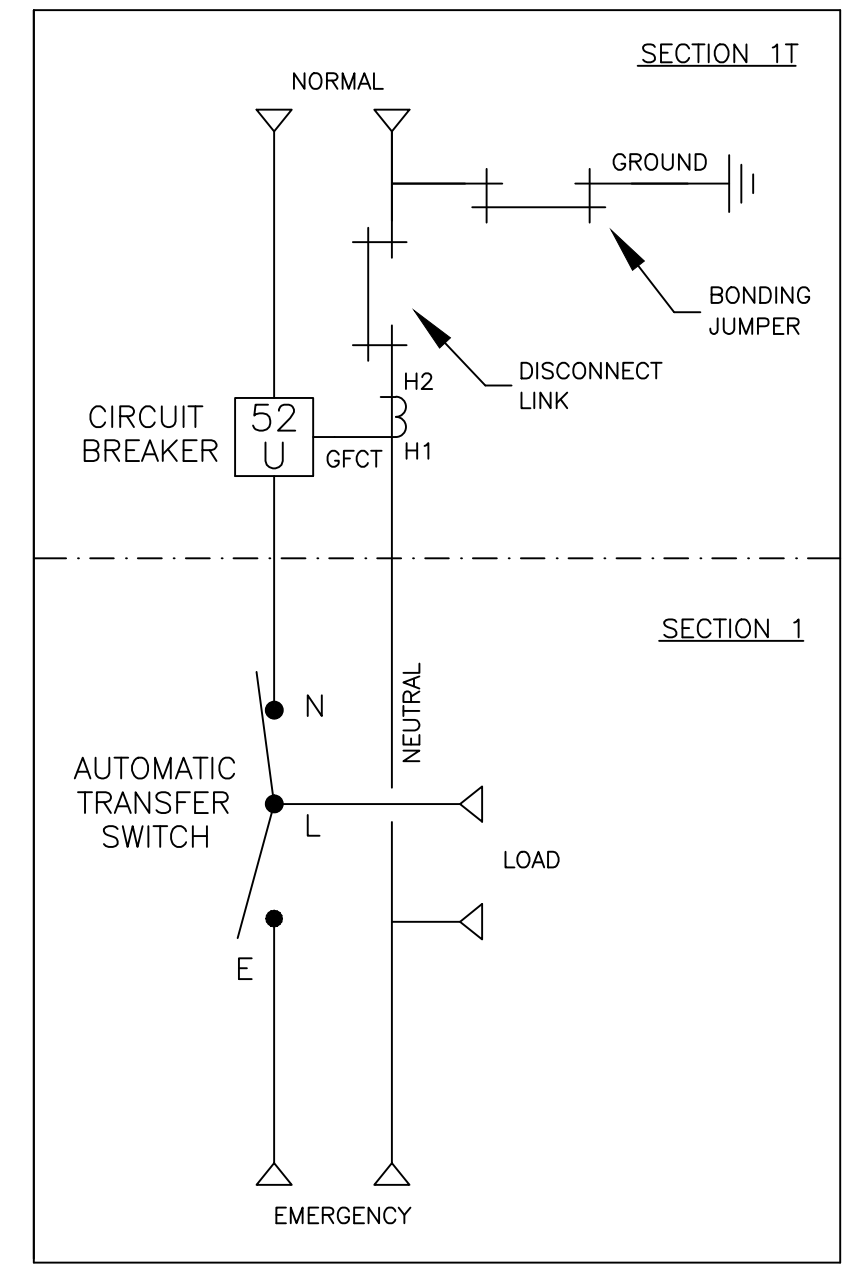 SECTION 1T
NORMAL
GROUND
BONDING
JUMPER
DISCONNECT
LINK
H2
CIRCUIT
BREAKER
52
U
GFCT
H1
SECTION 1
NEUTRAL
N
AUTOMATIC
TRANSFER
SWITCH
L
LOAD
E
EMERGENCY